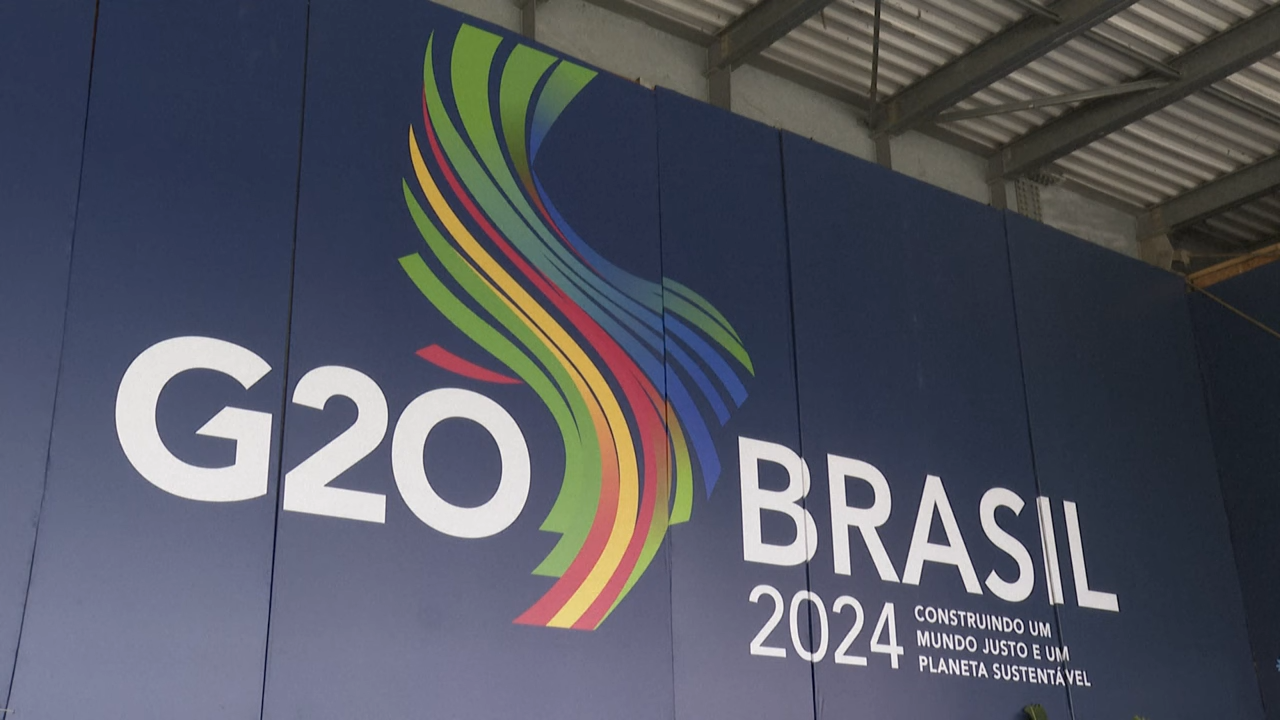 G20
BRASIL
2024
CONSTRUINDO UM
MUNDO JUSTO E UM
PLANETA SUSTENTÁVEL